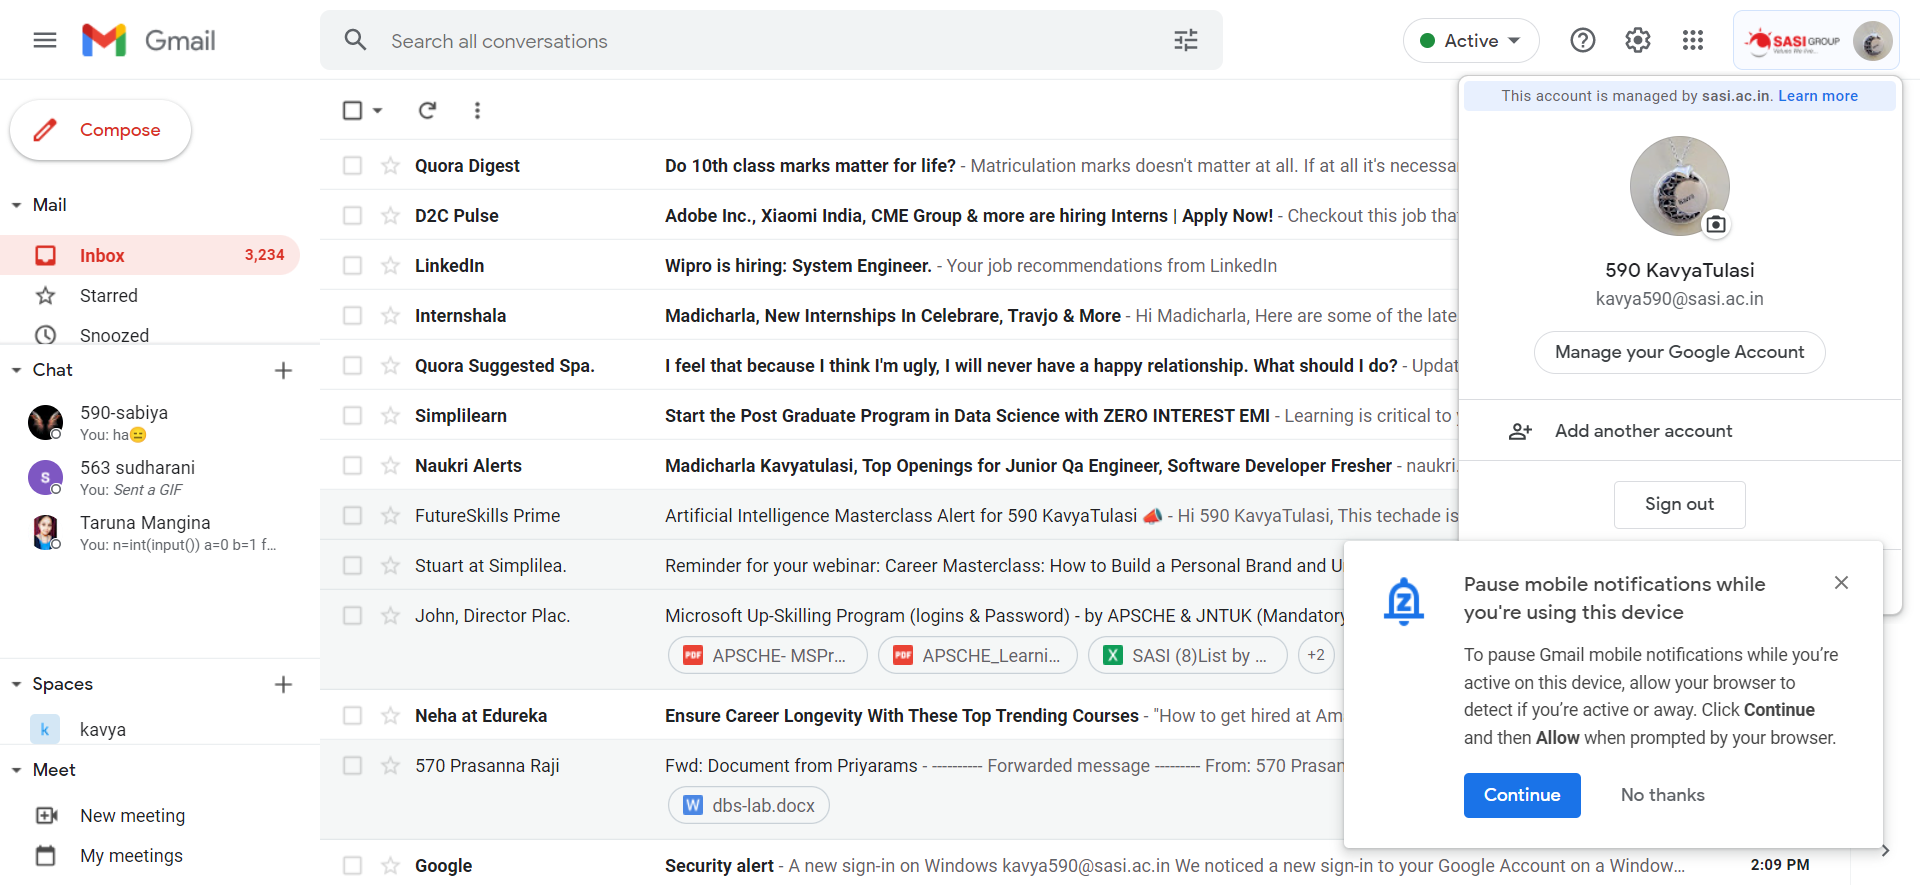 Gmail
Search all conversations
Active
SASI GROUP
This account is managed by sasi.ac.in. Learn more
590 KavyaTulasi
kavya590@sasi.ac.in
Manage your Google Account
Add another account
Sign out
Compose
Mail
Inbox 3,234
Starred
Snoozed
Chat
590-sabiya
You: ha😑
S
563 sudharani
You: Sent a GIF
Taruna Mangina
You: n=int(input()) a=0 b=1 f...
Spaces
k kavya
Meet
New meeting
My meetings
Quora Digest Do 10th class marks matter for life? - Matriculation marks doesn't matter at all. If at all it's necessa
D2C Pulse Adobe Inc., Xiaomi India, CME Group & more are hiring Interns | Apply Now! - Checkout this job tha
LinkedIn Wipro is hiring: System Engineer. - Your job recommendations from LinkedIn
Internshala Madicharla, New Internships In Celebrare, Travjo & More - Hi Madicharla, Here are some of the late
Quora Suggested Spa. I feel that because I think I'm ugly, I will never have a happy relationship. What should I do? - Updat
Simplilearn Start the Post Graduate Program in Data Science with ZERO INTEREST EMI - Learning is critical to
Naukri Alerts Madicharla Kavyatulasi, Top Openings for Junior Qa Engineer, Software Developer Fresher - naukri.
FutureSkills Prime Artificial Intelligence Masterclass Alert for 590 KavyaTulasi 📣 - Hi 590 KavyaTulasi, This techade is
Stuart at Simplilea. Reminder for your webinar: Career Masterclass: How to Build a Personal Brand and U
John, Director Plac. Microsoft Up-Skilling Program (logins & Password) - by APSCHE & JNTUK (Mandatory
PDF APSCHE- MSPr... PDF APSCHE_Learni... X SASI (8)List by ... +2
Neha at Edureka Ensure Career Longevity With These Top Trending Courses - "How to get hired at Am
570 Prasanna Raji Fwd: Document from Priyarams - ---------- Forwarded message --------- From: 570 Prasan
W dbs-lab.docx
Google Security alert - A new sign-in on Windows kavya590@sasi.ac.in We noticed a new sign-in to your Google Account on a Window... 2:09 PM
Pause mobile notifications while
you're using this device
To pause Gmail mobile notifications while you're
active on this device, allow your browser to
detect if you're active or away. Click Continue
and then Allow when prompted by your browser.
Continue No thanks